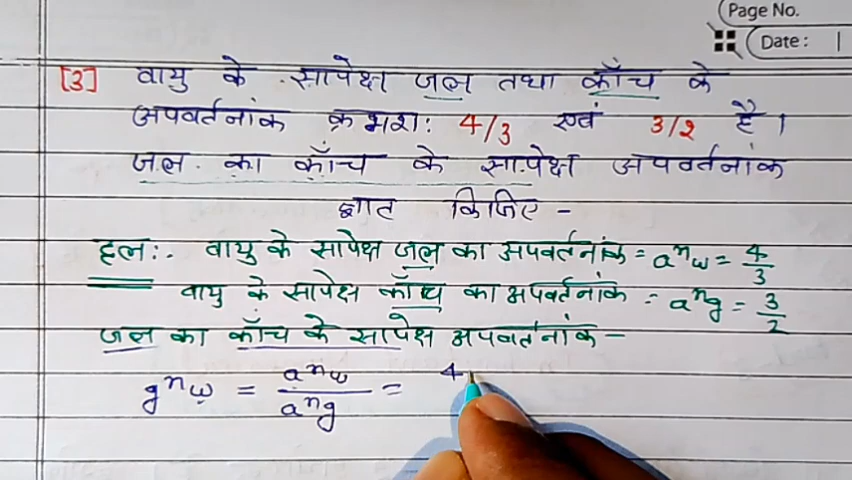 Page No.
Date :
[3] वायु के सापेक्ष जल तथा काँच के
अपवर्तनांक क्रमश: 4/3 एवं 3/2 है।
जल का काँच के सापेक्ष अपवर्तनांक
ज्ञात किजिए -
हल:. वायु के सापेक्ष जल का अपवर्तनांक = aⁿw = 4/3
वायु के सापेक्ष काँच का अपवर्तनांक = aⁿg = 3/2
जल का काँच के सापेक्ष अपवर्तनांक -
gⁿw = aⁿw/aⁿg = 4